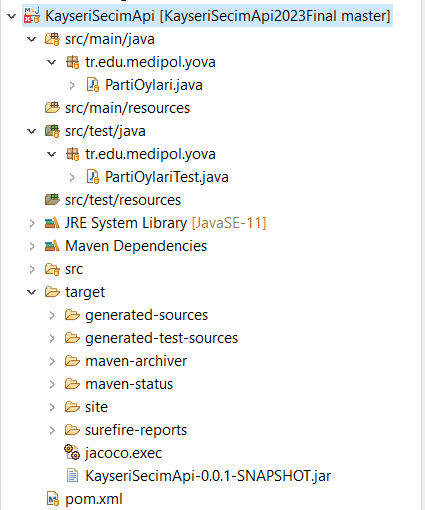 KayseriSecimApi [KayseriSecimApi2023Final master]
src/main/java
tr.edu.medipol.yova
PartiOylari.java
src/main/resources
src/test/java
tr.edu.medipol.yova
PartiOylariTest.java
src/test/resources
JRE System Library [JavaSE-11]
Maven Dependencies
src
target
generated-sources
generated-test-sources
maven-archiver
maven-status
site
surefire-reports
jacoco.exec
KayseriSecimApi-0.0.1-SNAPSHOT.jar
pom.xml